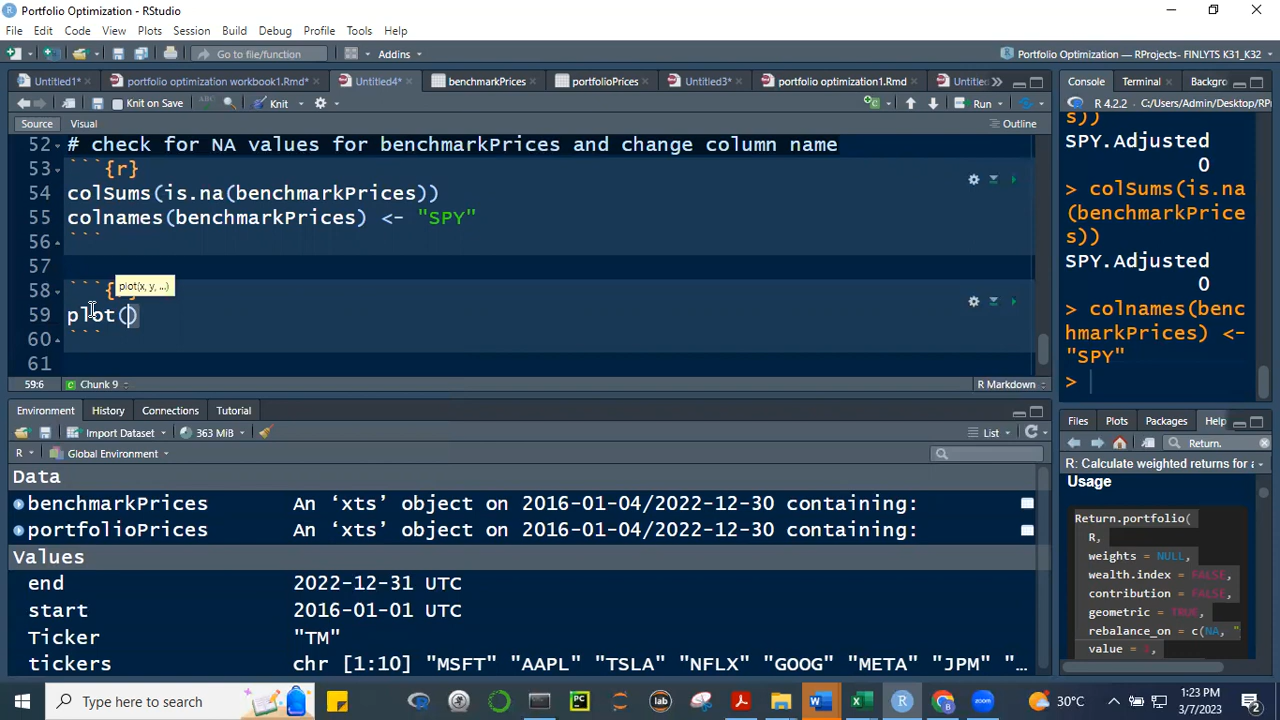 Portfolio Optimization - RStudio
File Edit Code View Plots Session Build Debug Profile Tools Help
Go to file/function Addins Portfolio Optimization — RProjects- FINLYTS K31_K32
Untitled1* portfolio optimization workbook1.Rmd* Untitled4* benchmarkPrices portfolioPrices Untitled3* portfolio optimization1.Rmd Untitle
Knit on Save ABC Knit Run
Source Visual Outline
52 # check for NA values for benchmarkPrices and change column name
53 ```{r}
54 colSums(is.na(benchmarkPrices))
55 colnames(benchmarkPrices) <- "SPY"
56 ```
57
58 ```{
plot(x, y, ...)
59 plot()
60 ```
61
59:6 Chunk 9 R Markdown
Environment History Connections Tutorial
Import Dataset 363 MiB List
R Global Environment
Data
benchmarkPrices An ‘xts’ object on 2016-01-04/2022-12-30 containing:
portfolioPrices An ‘xts’ object on 2016-01-04/2022-12-30 containing:
Values
end 2022-12-31 UTC
start 2016-01-01 UTC
Ticker "TM"
tickers chr [1:10] "MSFT" "AAPL" "TSLA" "NFLX" "GOOG" "META" "JPM" "…
Console Terminal Backgro
R 4.2.2 C:/Users/Admin/Desktop/RP
s))
SPY.Adjusted
0
> colSums(is.na
(benchmarkPrice
s))
SPY.Adjusted
0
> colnames(benc
hmarkPrices) <-
"SPY"
>
Files Plots Packages Help
Return.
R: Calculate weighted returns for a
Usage
Return.portfolio(
R,
weights = NULL,
wealth.index = FALSE,
contribution = FALSE,
geometric = TRUE,
rebalance_on = c(NA, "
Type here to search
PC
lab
30°C
1:23 PM
3/7/2023